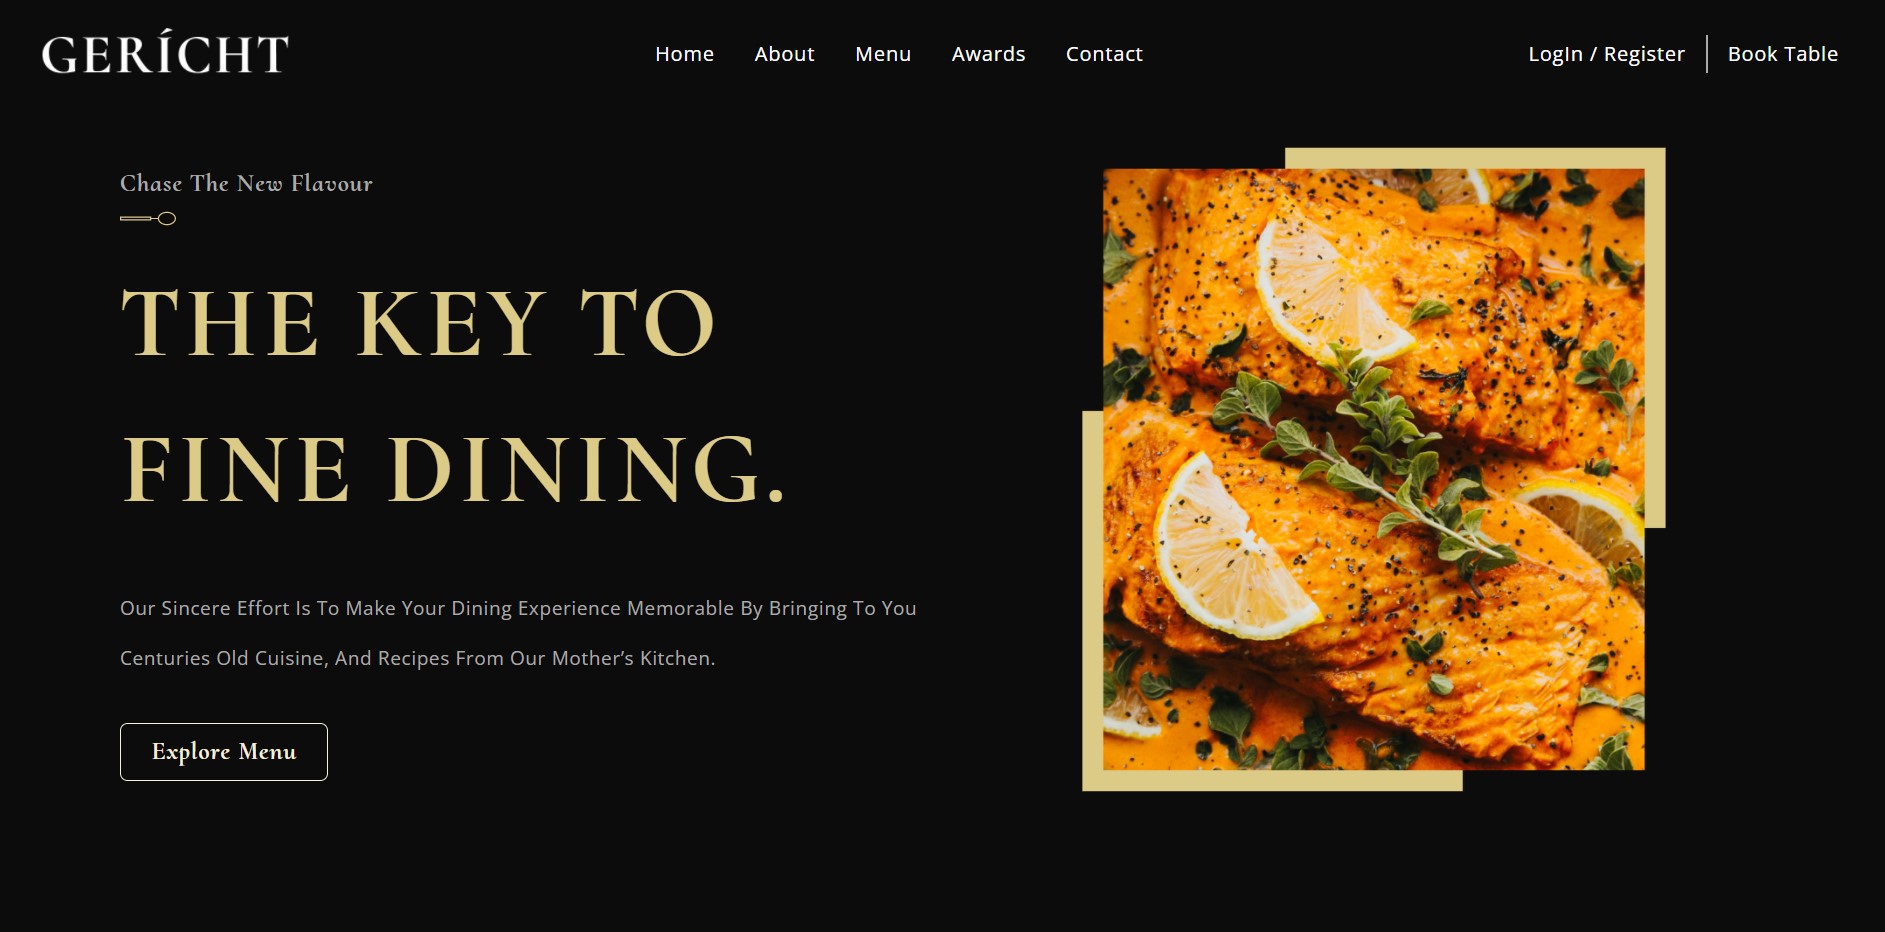 GERÍCHT
Home About Menu Awards Contact
LogIn / Register
Book Table
Chase The New Flavour
THE KEY TO
FINE DINING.
Our Sincere Effort Is To Make Your Dining Experience Memorable By Bringing To You
Centuries Old Cuisine, And Recipes From Our Mother’s Kitchen.
Explore Menu